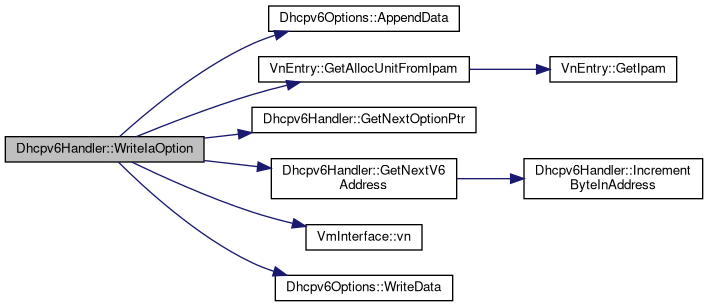 Dhcpv6Options::AppendData
VnEntry::GetAllocUnitFromIpam
VnEntry::GetIpam
Dhcpv6Handler::GetNextOptionPtr
Dhcpv6Handler::WriteIaOption
Dhcpv6Handler::GetNextV6
Address
Dhcpv6Handler::Increment
ByteInAddress
VmInterface::vn
Dhcpv6Options::WriteData